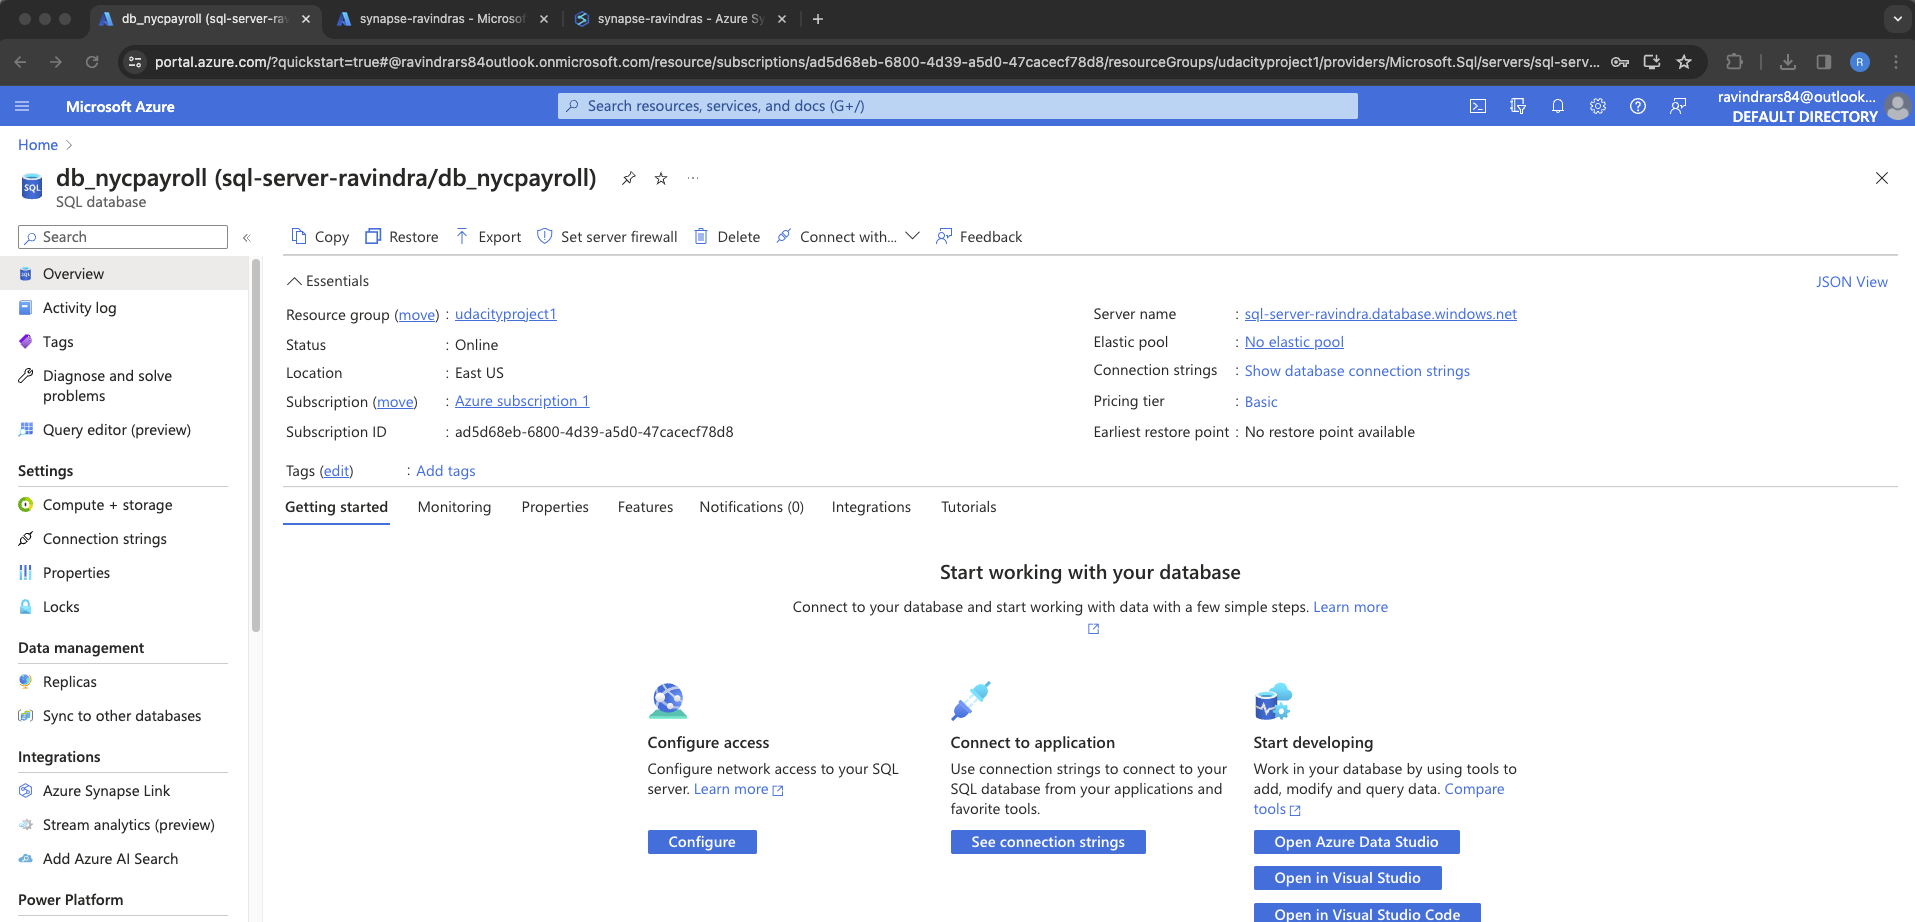 db_nycpayroll (sql-server-rav
synapse-ravindras - Microsof
synapse-ravindras - Azure Sy
portal.azure.com/?quickstart=true#@ravindrars84outlook.onmicrosoft.com/resource/subscriptions/ad5d68eb-6800-4d39-a5d0-47cacecf78d8/resourceGroups/udacityproject1/providers/Microsoft.Sql/servers/sql-serv...
R
Microsoft Azure
Search resources, services, and docs (G+/)
ravindrars84@outlook...
DEFAULT DIRECTORY
Home
db_nycpayroll (sql-server-ravindra/db_nycpayroll)
SQL
SQL database
Search
Copy
Restore
Export
Set server firewall
Delete
Connect with...
Feedback
Overview
Activity log
Tags
Diagnose and solve
problems
Query editor (preview)
Settings
Compute + storage
Connection strings
Properties
Locks
Data management
Replicas
Sync to other databases
Integrations
Azure Synapse Link
Stream analytics (preview)
Add Azure AI Search
Power Platform
Essentials
JSON View
Resource group (move) : udacityproject1
Status : Online
Location : East US
Subscription (move) : Azure subscription 1
Subscription ID : ad5d68eb-6800-4d39-a5d0-47cacecf78d8
Server name : sql-server-ravindra.database.windows.net
Elastic pool : No elastic pool
Connection strings : Show database connection strings
Pricing tier : Basic
Earliest restore point : No restore point available
Tags (edit) : Add tags
Getting started
Monitoring
Properties
Features
Notifications (0)
Integrations
Tutorials
Start working with your database
Connect to your database and start working with data with a few simple steps. Learn more
Configure access
Configure network access to your SQL
server. Learn more
Configure
Connect to application
Use connection strings to connect to your
SQL database from your applications and
favorite tools.
See connection strings
Start developing
Work in your database by using tools to
add, modify and query data. Compare
tools
Open Azure Data Studio
Open in Visual Studio
Open in Visual Studio Code